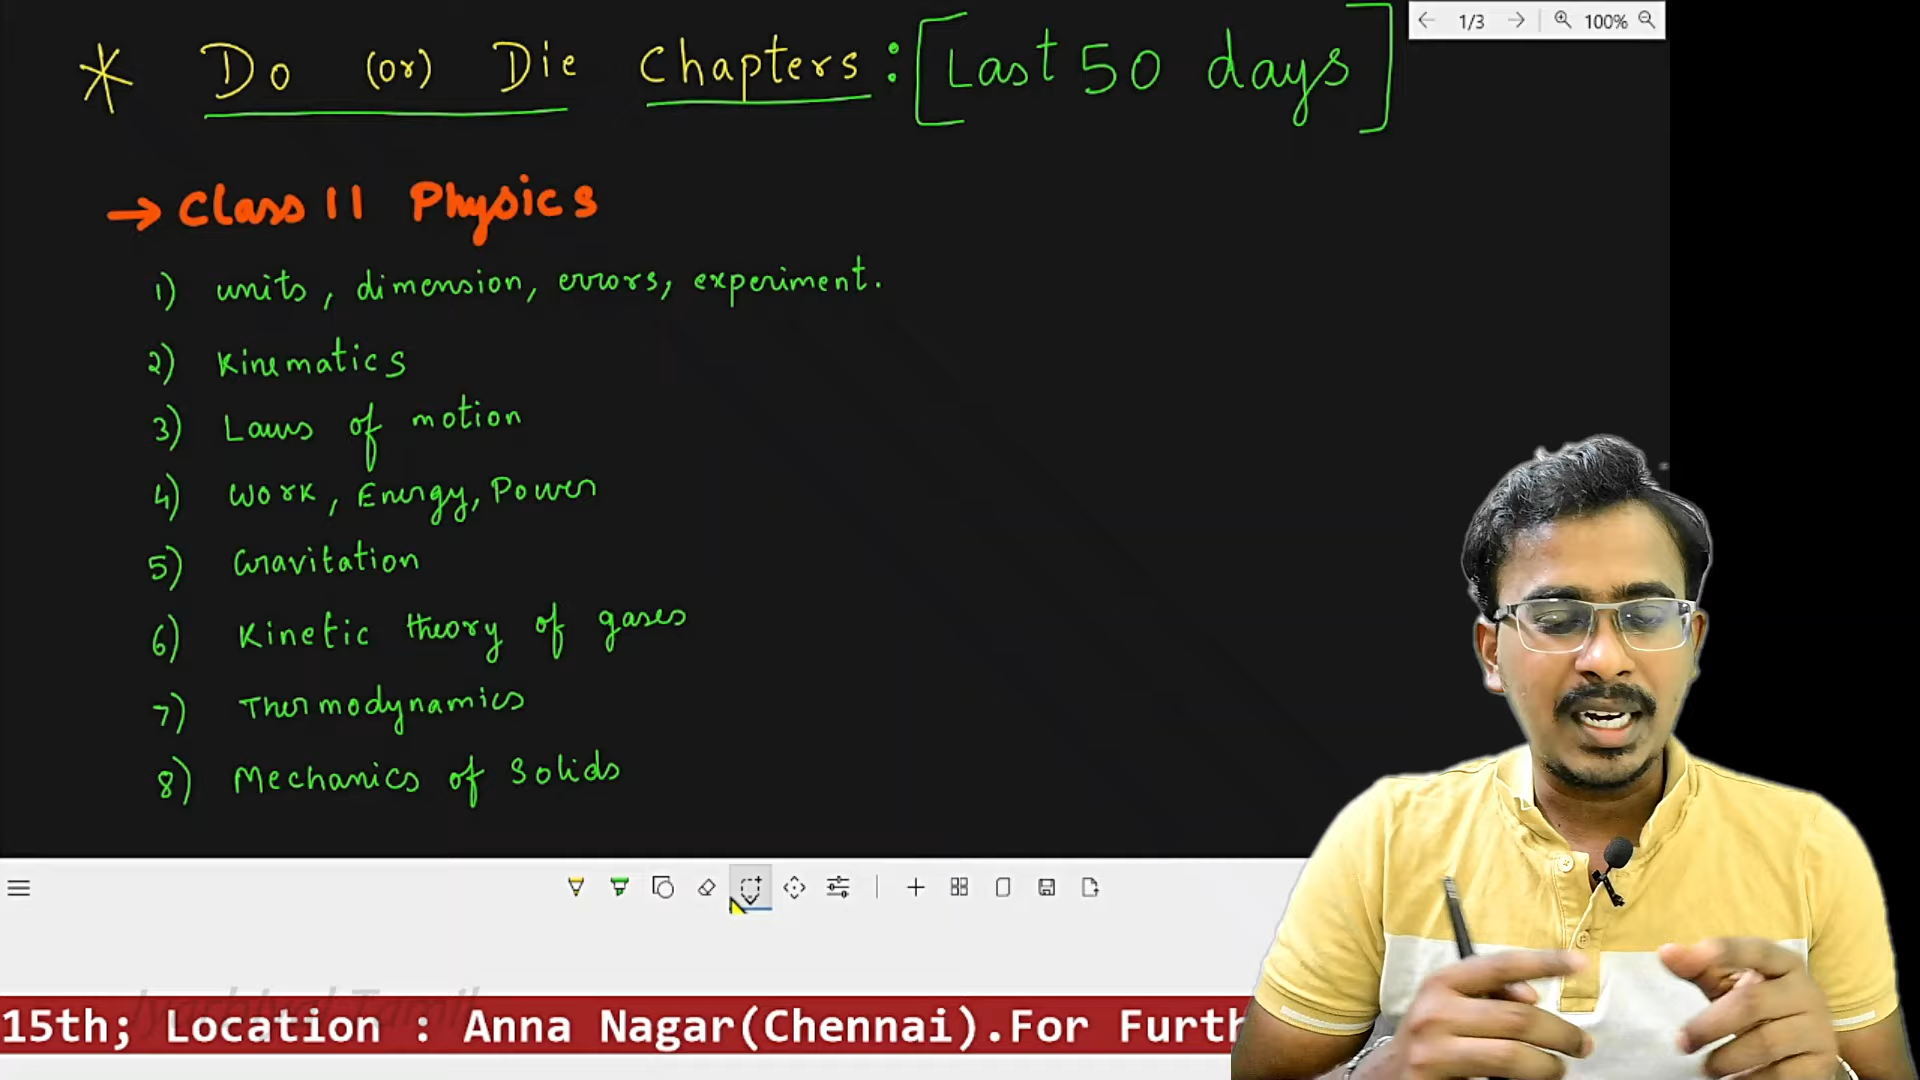 * Do (or) Die Chapters : [Last 50 days]
1/3
100%
→ Class 11 Physics
1) units, dimension, errors, experiment.
2) Kinematics
3) Laws of motion
4) Work, Energy, Power
5) Gravitation
6) Kinetic theory of gases
7) Thermodynamics
8) Mechanics of Solids
Iyarbiyal Tamil
15th; Location : Anna Nagar(Chennai).For Furth